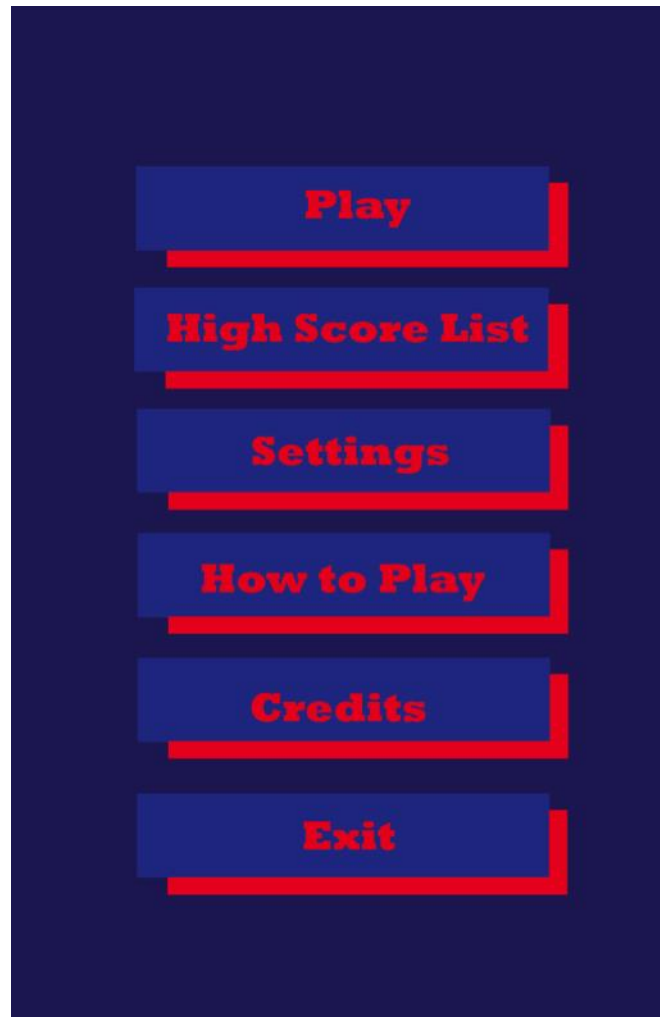 Play
High Score List
Settings
How to Play
Credits
Exit